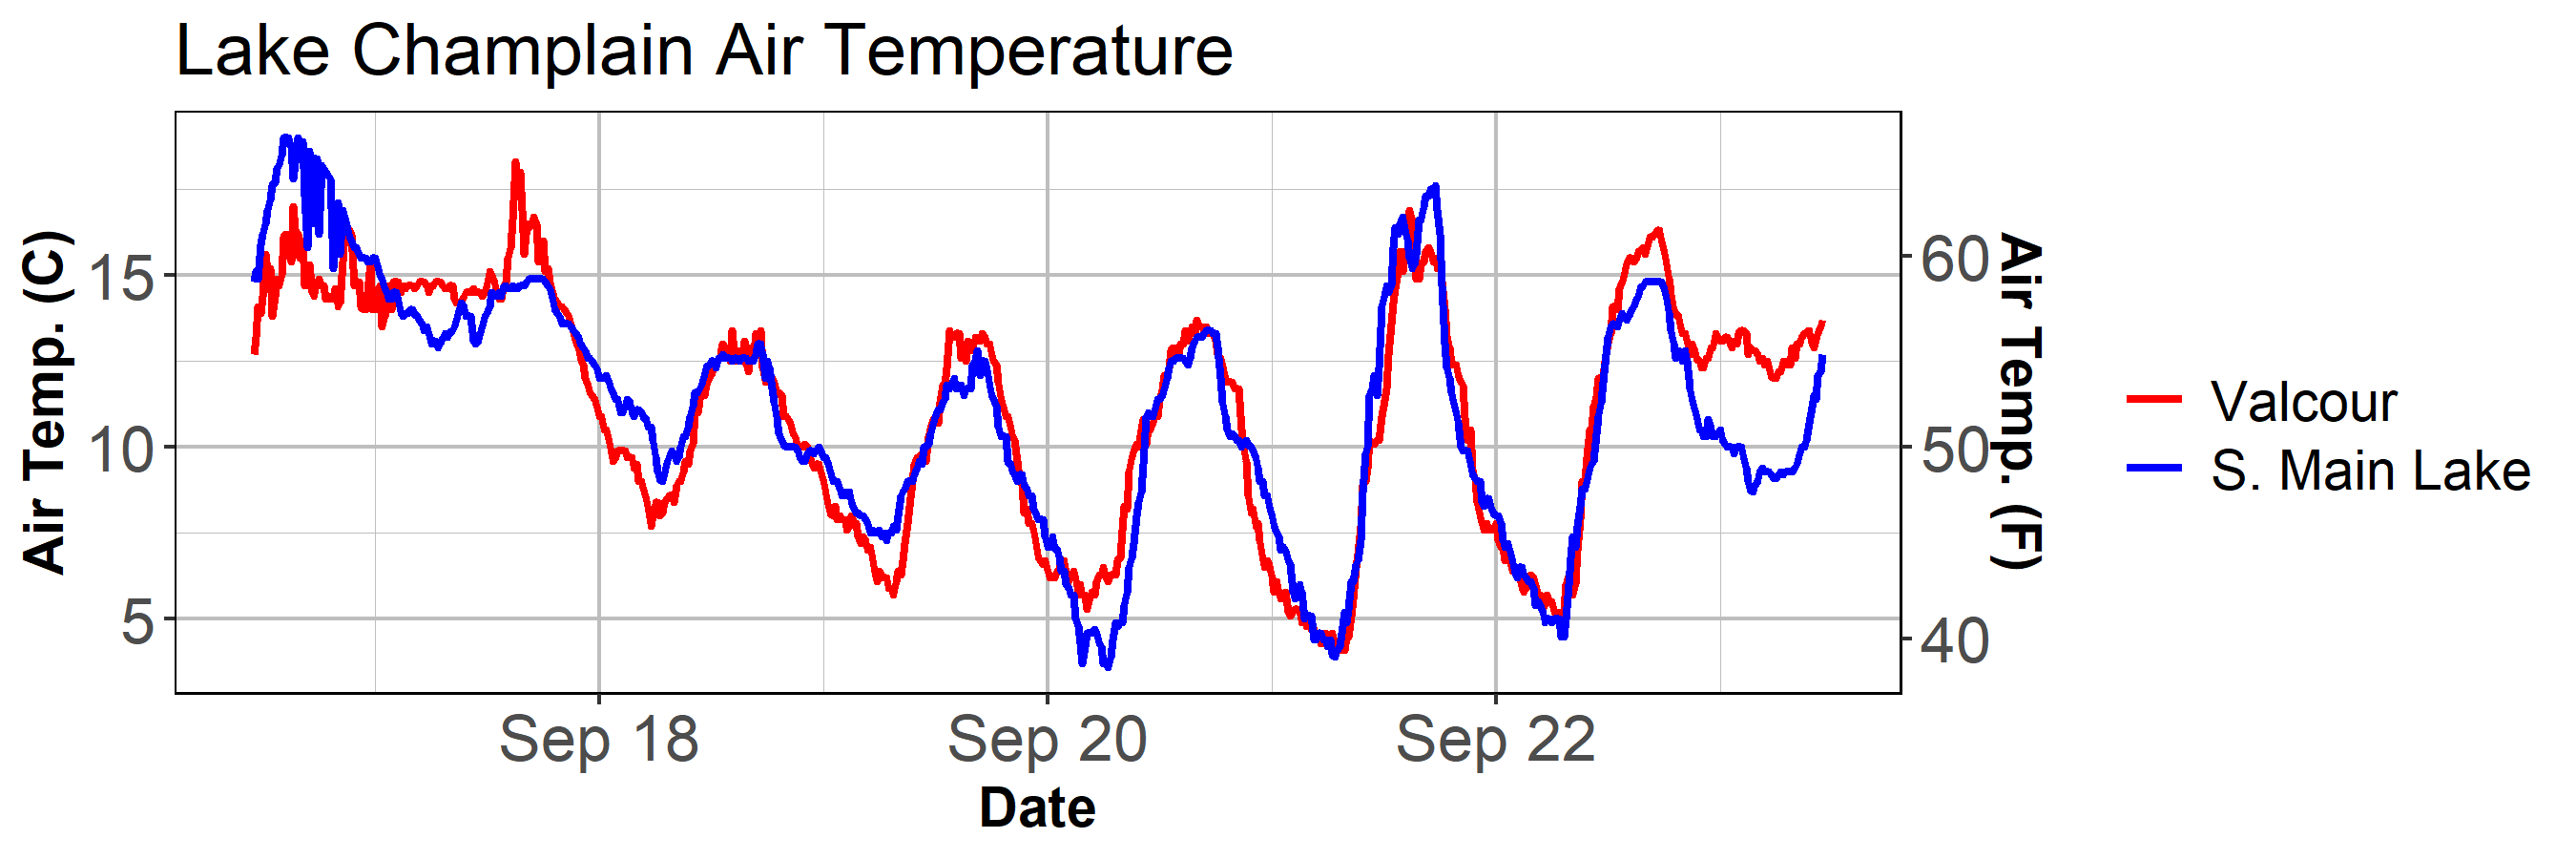 Lake Champlain Air Temperature
Air Temp. (C)
15
10
5
60
50
40
Air Temp. (F)
Sep 18
Sep 20
Sep 22
Date
Valcour
S. Main Lake